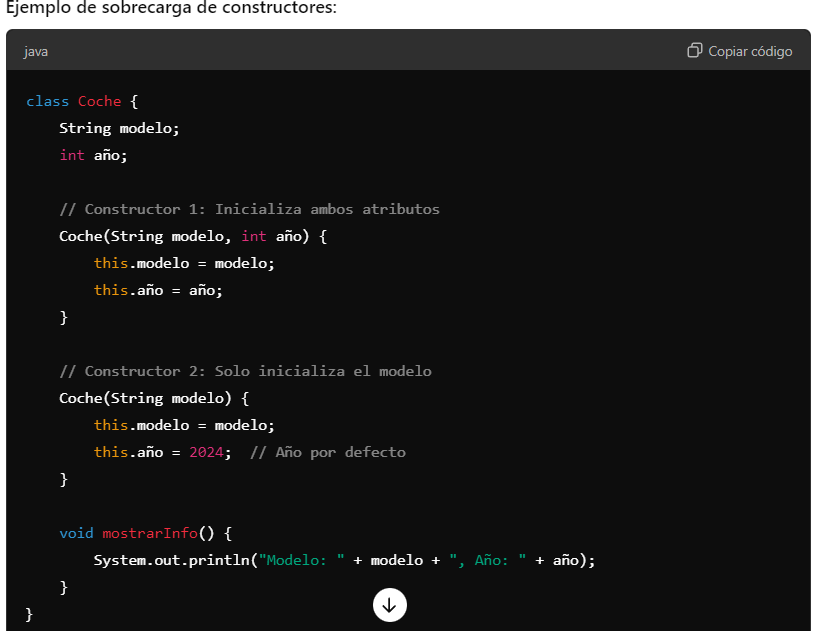 Ejemplo de sobrecarga de constructores:
java
Copiar código
class Coche {
    String modelo;
    int año;

    // Constructor 1: Inicializa ambos atributos
    Coche(String modelo, int año) {
        this.modelo = modelo;
        this.año = año;
    }

    // Constructor 2: Solo inicializa el modelo
    Coche(String modelo) {
        this.modelo = modelo;
        this.año = 2024;  // Año por defecto
    }

    void mostrarInfo() {
        System.out.println("Modelo: " + modelo + ", Año: " + año);
    }
}